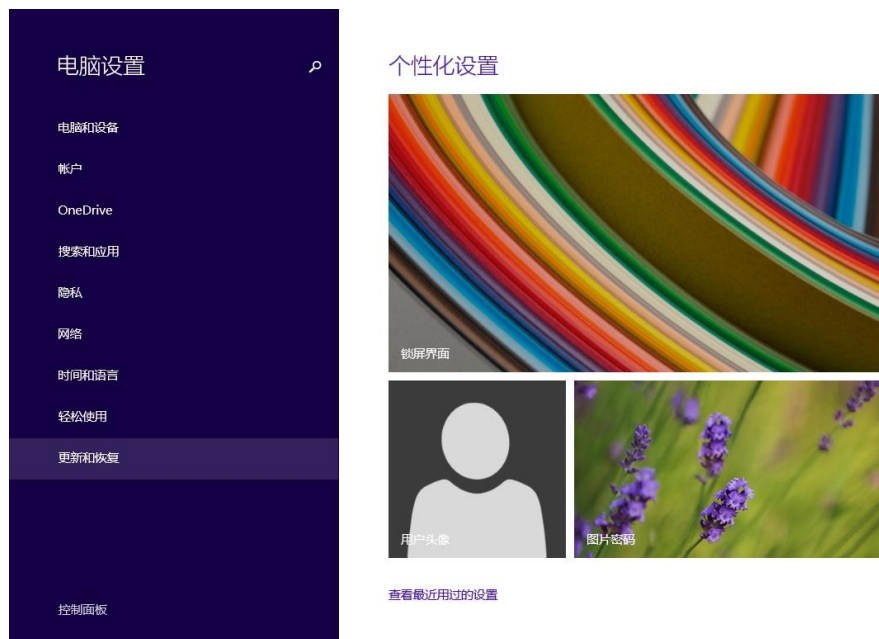 电脑设置
电脑和设备
帐户
OneDrive
搜索和应用
隐私
网络
时间和语言
轻松使用
更新和恢复
控制面板
个性化设置
锁屏界面
用户头像
图片密码
查看最近用过的设置